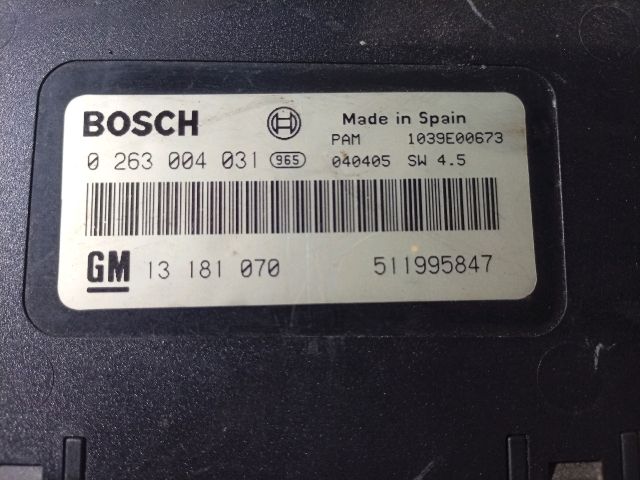 BOSCH Made in Spain
PAM 1039E00673
0 263 004 031 965 040405 SW 4.5
GM 13 181 070 511995847